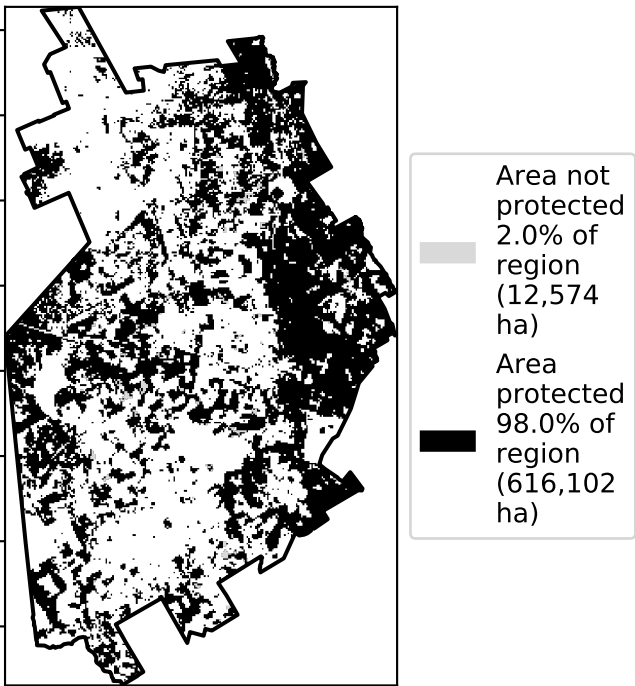 Area not
protected
2.0% of
region
(12,574
ha)
Area
protected
98.0% of
region
(616,102
ha)